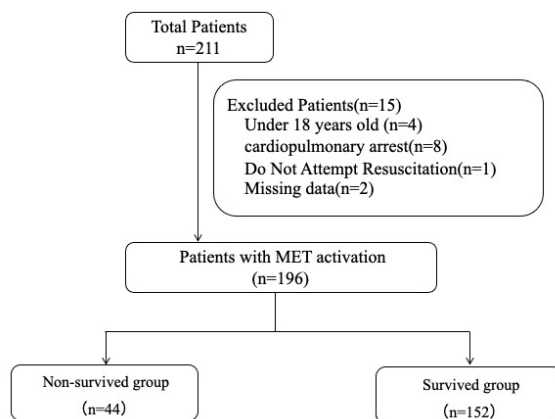 Total Patients
n=211
Excluded Patients(n=15)
Under 18 years old (n=4)
cardiopulmonary arrest(n=8)
Do Not Attempt Resuscitation(n=1)
Missing data(n=2)
Patients with MET activation
(n=196)
Non-survived group
(n=44)
Survived group
(n=152)